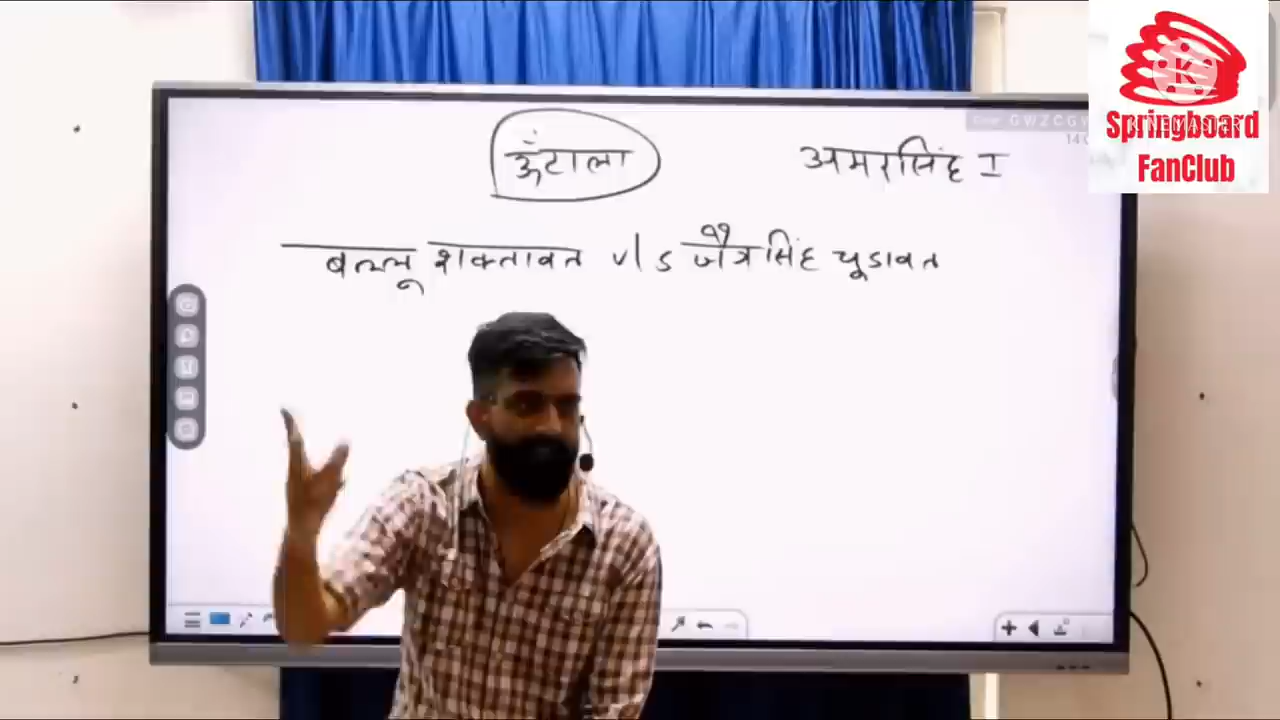 ऊँटाला
अमरसिंह I
बल्लू शक्तावत v/s जैत्रसिंह चूडावत
Springboard
FanClub